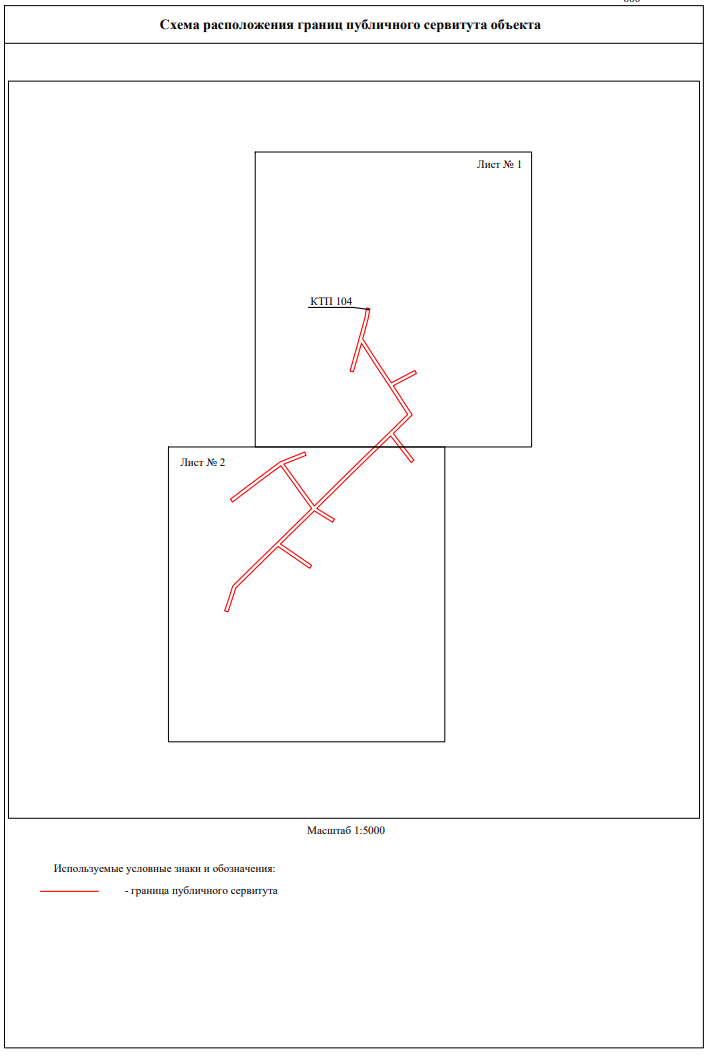 Схема расположения границ публичного сервитута объекта
Лист № 1
КТП 104
Лист № 2
Масштаб 1:5000
Используемые условные знаки и обозначения:
- граница публичного сервитута